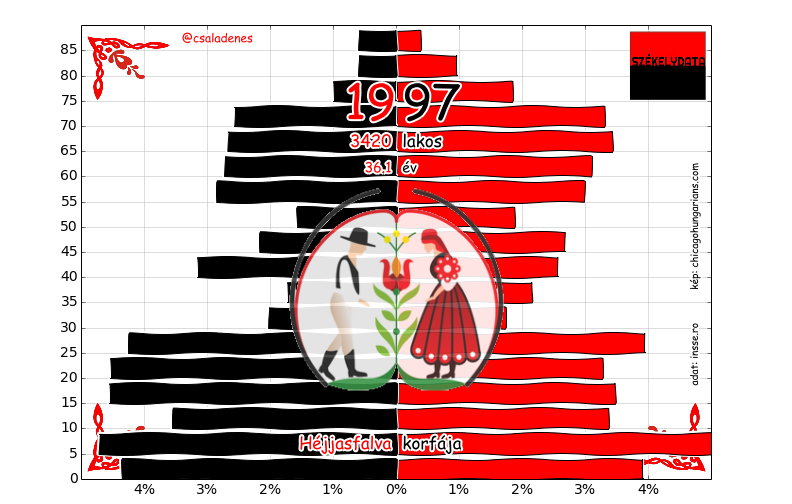 @csaladenes
SZÉKELYDATA
1997
3420 lakos
36.1 év
kép: chicagohungarians.com
adat: insse.ro
Héjjasfalva korfája
85
80
75
70
65
60
55
50
45
40
35
30
25
20
15
10
5
0
4% 3% 2% 1% 0% 1% 2% 3% 4%